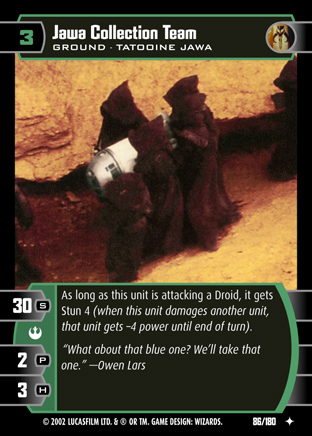 3 Jawa Collection Team
GROUND · TATOOINE JAWA
30 S
As long as this unit is attacking a Droid, it gets
Stun 4 (when this unit damages another unit,
that unit gets –4 power until end of turn).
2 P
“What about that blue one? We’ll take that
one.” —Owen Lars
3 H
© 2002 LUCASFILM LTD. & ® OR TM. GAME DESIGN: WIZARDS. 86/180